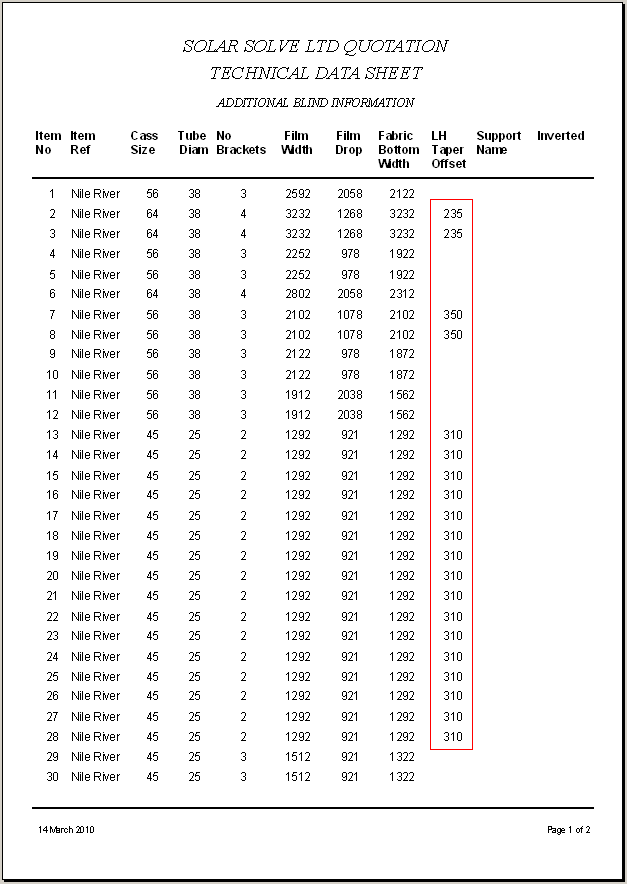 SOLAR SOLVE LTD QUOTATION
TECHNICAL DATA SHEET
ADDITIONAL BLIND INFORMATION
Item Item Cass Tube No Film Film Fabric LH Support Inverted
No Ref Size Diam Brackets Width Drop Bottom Taper Name
Width Offset
1 Nile River 56 38 3 2592 2058 2122
2 Nile River 64 38 4 3232 1268 3232 235
3 Nile River 64 38 4 3232 1268 3232 235
4 Nile River 56 38 3 2252 978 1922
5 Nile River 56 38 3 2252 978 1922
6 Nile River 64 38 4 2802 2058 2312
7 Nile River 56 38 3 2102 1078 2102 350
8 Nile River 56 38 3 2102 1078 2102 350
9 Nile River 56 38 3 2122 978 1872
10 Nile River 56 38 3 2122 978 1872
11 Nile River 56 38 3 1912 2038 1562
12 Nile River 56 38 3 1912 2038 1562
13 Nile River 45 25 2 1292 921 1292 310
14 Nile River 45 25 2 1292 921 1292 310
15 Nile River 45 25 2 1292 921 1292 310
16 Nile River 45 25 2 1292 921 1292 310
17 Nile River 45 25 2 1292 921 1292 310
18 Nile River 45 25 2 1292 921 1292 310
19 Nile River 45 25 2 1292 921 1292 310
20 Nile River 45 25 2 1292 921 1292 310
21 Nile River 45 25 2 1292 921 1292 310
22 Nile River 45 25 2 1292 921 1292 310
23 Nile River 45 25 2 1292 921 1292 310
24 Nile River 45 25 2 1292 921 1292 310
25 Nile River 45 25 2 1292 921 1292 310
26 Nile River 45 25 2 1292 921 1292 310
27 Nile River 45 25 2 1292 921 1292 310
28 Nile River 45 25 2 1292 921 1292 310
29 Nile River 45 25 3 1512 921 1322
30 Nile River 45 25 3 1512 921 1322
14 March 2010 Page 1 of 2